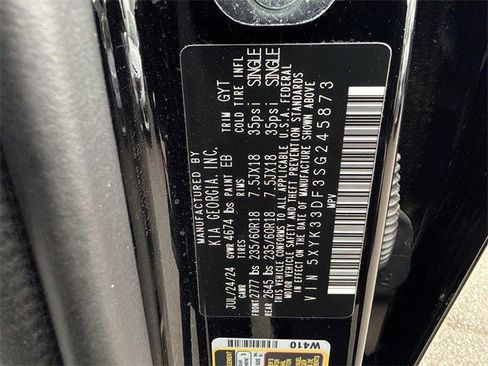 MANUFACTURED BY
KIA GEORGIA, INC.
JUL/24/24 GVWR 4674 lbs PAINT EB TRIM GYT
GAWR TIRES RIMS COLD TIRE INFL
FRONT 2777 lbs 235/60R18 7.5JX18 35psi SINGLE
REAR 2645 lbs 235/60R18 7.5JX18 35psi SINGLE
THIS VEHICLE CONFORMS TO ALL APPLICABLE U.S.A. FEDERAL
MOTOR VEHICLE SAFETY AND THEFT PREVENTION STANDARDS
IN EFFECT ON THE DATE OF MANUFACTURE SHOWN ABOVE.
VIN 5XYK33DF3SG245873
MPV
W410